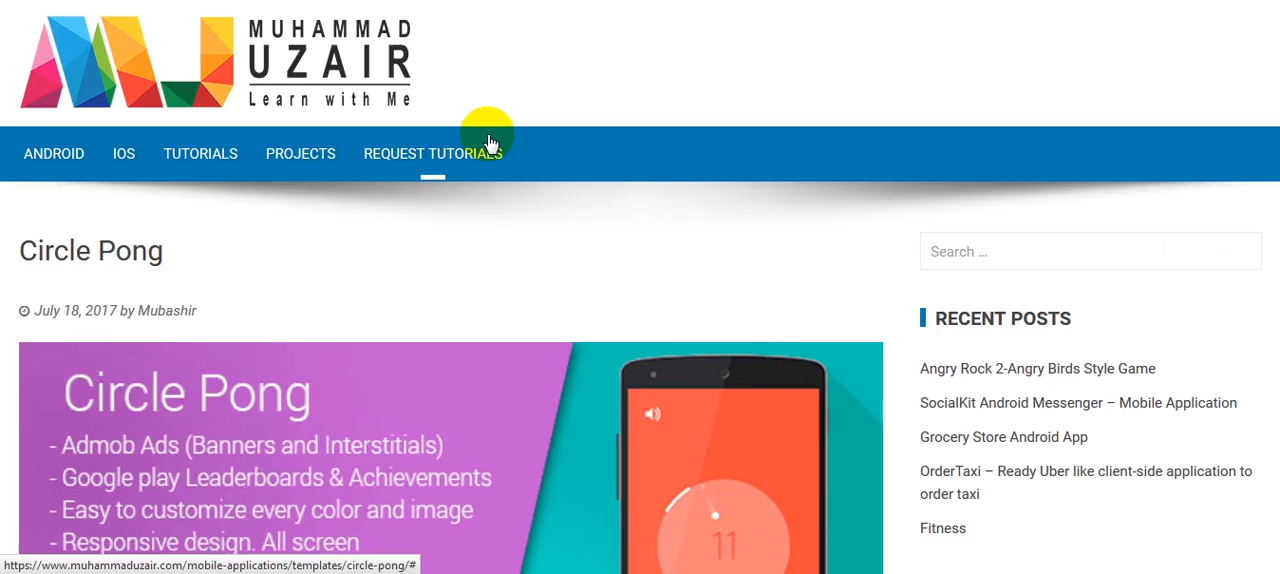 MUHAMMAD
UZAIR
Learn with Me
ANDROID IOS TUTORIALS PROJECTS REQUEST TUTORIALS
Circle Pong
Search ...
July 18, 2017 by Mubashir
RECENT POSTS
Angry Rock 2-Angry Birds Style Game
SocialKit Android Messenger – Mobile Application
Grocery Store Android App
OrderTaxi – Ready Uber like client-side application to
order taxi
Fitness
Circle Pong
- Admob Ads (Banners and Interstitials)
- Google play Leaderboards & Achievements
- Easy to customize every color and image
- Responsive design. All screen
11
https://www.muhammaduzair.com/mobile-applications/templates/circle-pong/#